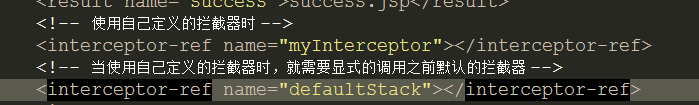 <result name="success">success.jsp</result>
<!-- 使用自己定义的拦截器时 -->
<interceptor-ref name="myInterceptor"></interceptor-ref>
<!-- 当使用自己定义的拦截器时，就需要显式的调用之前默认的拦截器 -->
<interceptor-ref name="defaultStack"></interceptor-ref>